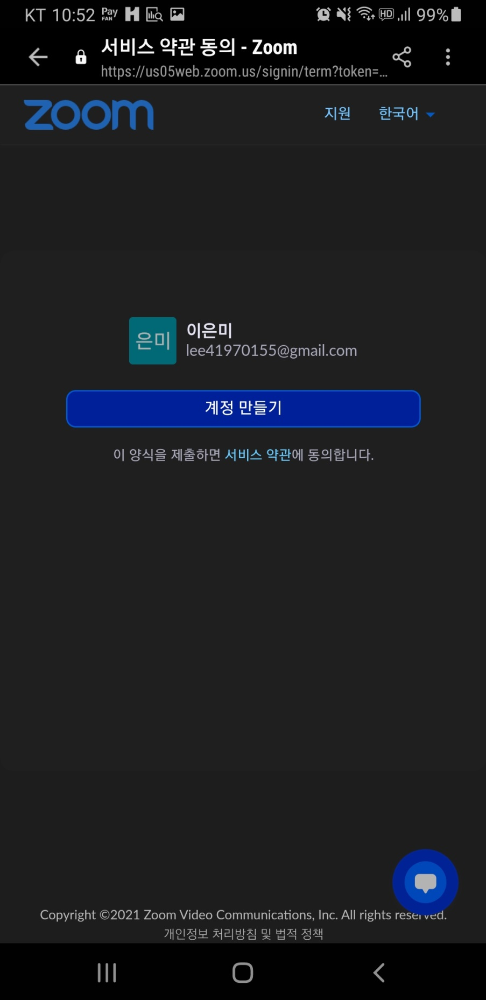 KT 10:52 Pay FAN H HD 99%
서비스 약관 동의 - Zoom
https://us05web.zoom.us/signin/term?token=...
zoom 지원 한국어
은미 이은미
lee41970155@gmail.com
계정 만들기
이 양식을 제출하면 서비스 약관에 동의합니다.
Copyright ©2021 Zoom Video Communications, Inc. All rights reserved.
개인정보 처리방침 및 법적 정책